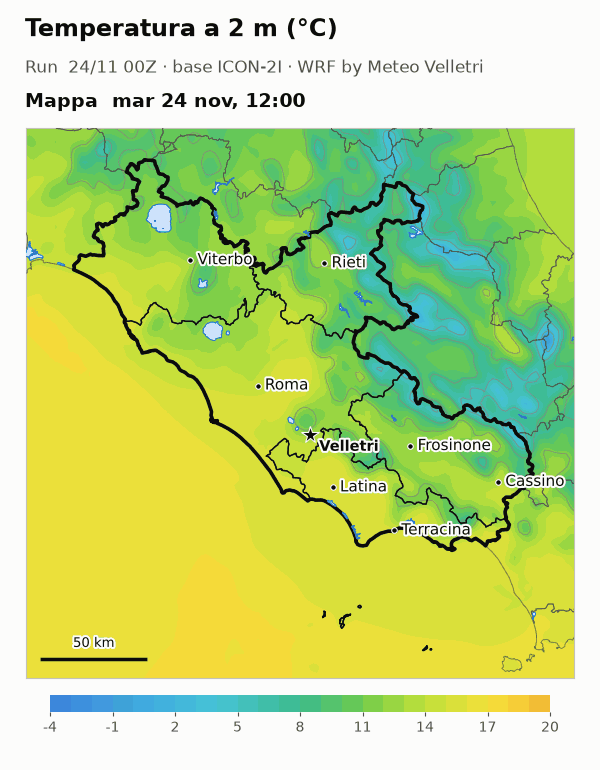 Temperatura a 2 m (°C)
Run  24/11 00Z · base ICON-2I · WRF by Meteo Velletri
Mappa  mar 24 nov, 12:00
Viterbo
Rieti
Roma
Velletri
Frosinone
Cassino
Latina
Terracina
50 km
-4 -1 2 5 8 11 14 17 20